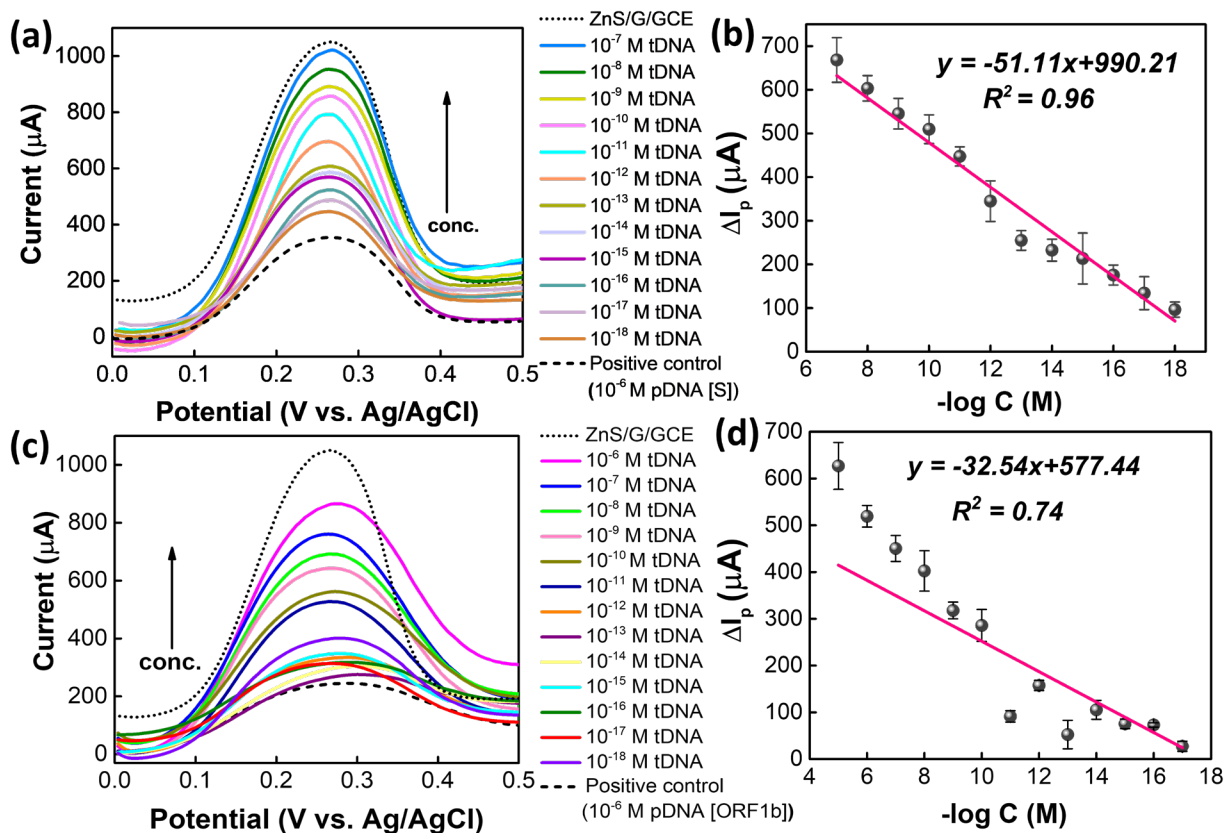 (a)
1000
800
600
400
200
0
Current (μA)
0.0 0.1 0.2 0.3 0.4 0.5
Potential (V vs. Ag/AgCl)
conc.
ZnS/G/GCE
10⁻⁷ M tDNA
10⁻⁸ M tDNA
10⁻⁹ M tDNA
10⁻¹⁰ M tDNA
10⁻¹¹ M tDNA
10⁻¹² M tDNA
10⁻¹³ M tDNA
10⁻¹⁴ M tDNA
10⁻¹⁵ M tDNA
10⁻¹⁶ M tDNA
10⁻¹⁷ M tDNA
10⁻¹⁸ M tDNA
Positive control
(10⁻⁶ M pDNA [S])
(b)
700
600
500
400
300
200
100
0
ΔIₚ (μA)
y = -51.11x+990.21
R² = 0.96
6 8 10 12 14 16 18
-log C (M)
(c)
1000
800
600
400
200
0
Current (μA)
0.0 0.1 0.2 0.3 0.4 0.5
Potential (V vs. Ag/AgCl)
conc.
ZnS/G/GCE
10⁻⁶ M tDNA
10⁻⁷ M tDNA
10⁻⁸ M tDNA
10⁻⁹ M tDNA
10⁻¹⁰ M tDNA
10⁻¹¹ M tDNA
10⁻¹² M tDNA
10⁻¹³ M tDNA
10⁻¹⁴ M tDNA
10⁻¹⁵ M tDNA
10⁻¹⁶ M tDNA
10⁻¹⁷ M tDNA
10⁻¹⁸ M tDNA
Positive control
(10⁻⁶ M pDNA [ORF1b])
(d)
700
600
500
400
300
200
100
0
ΔIₚ (μA)
y = -32.54x+577.44
R² = 0.74
4 6 8 10 12 14 16 18
-log C (M)